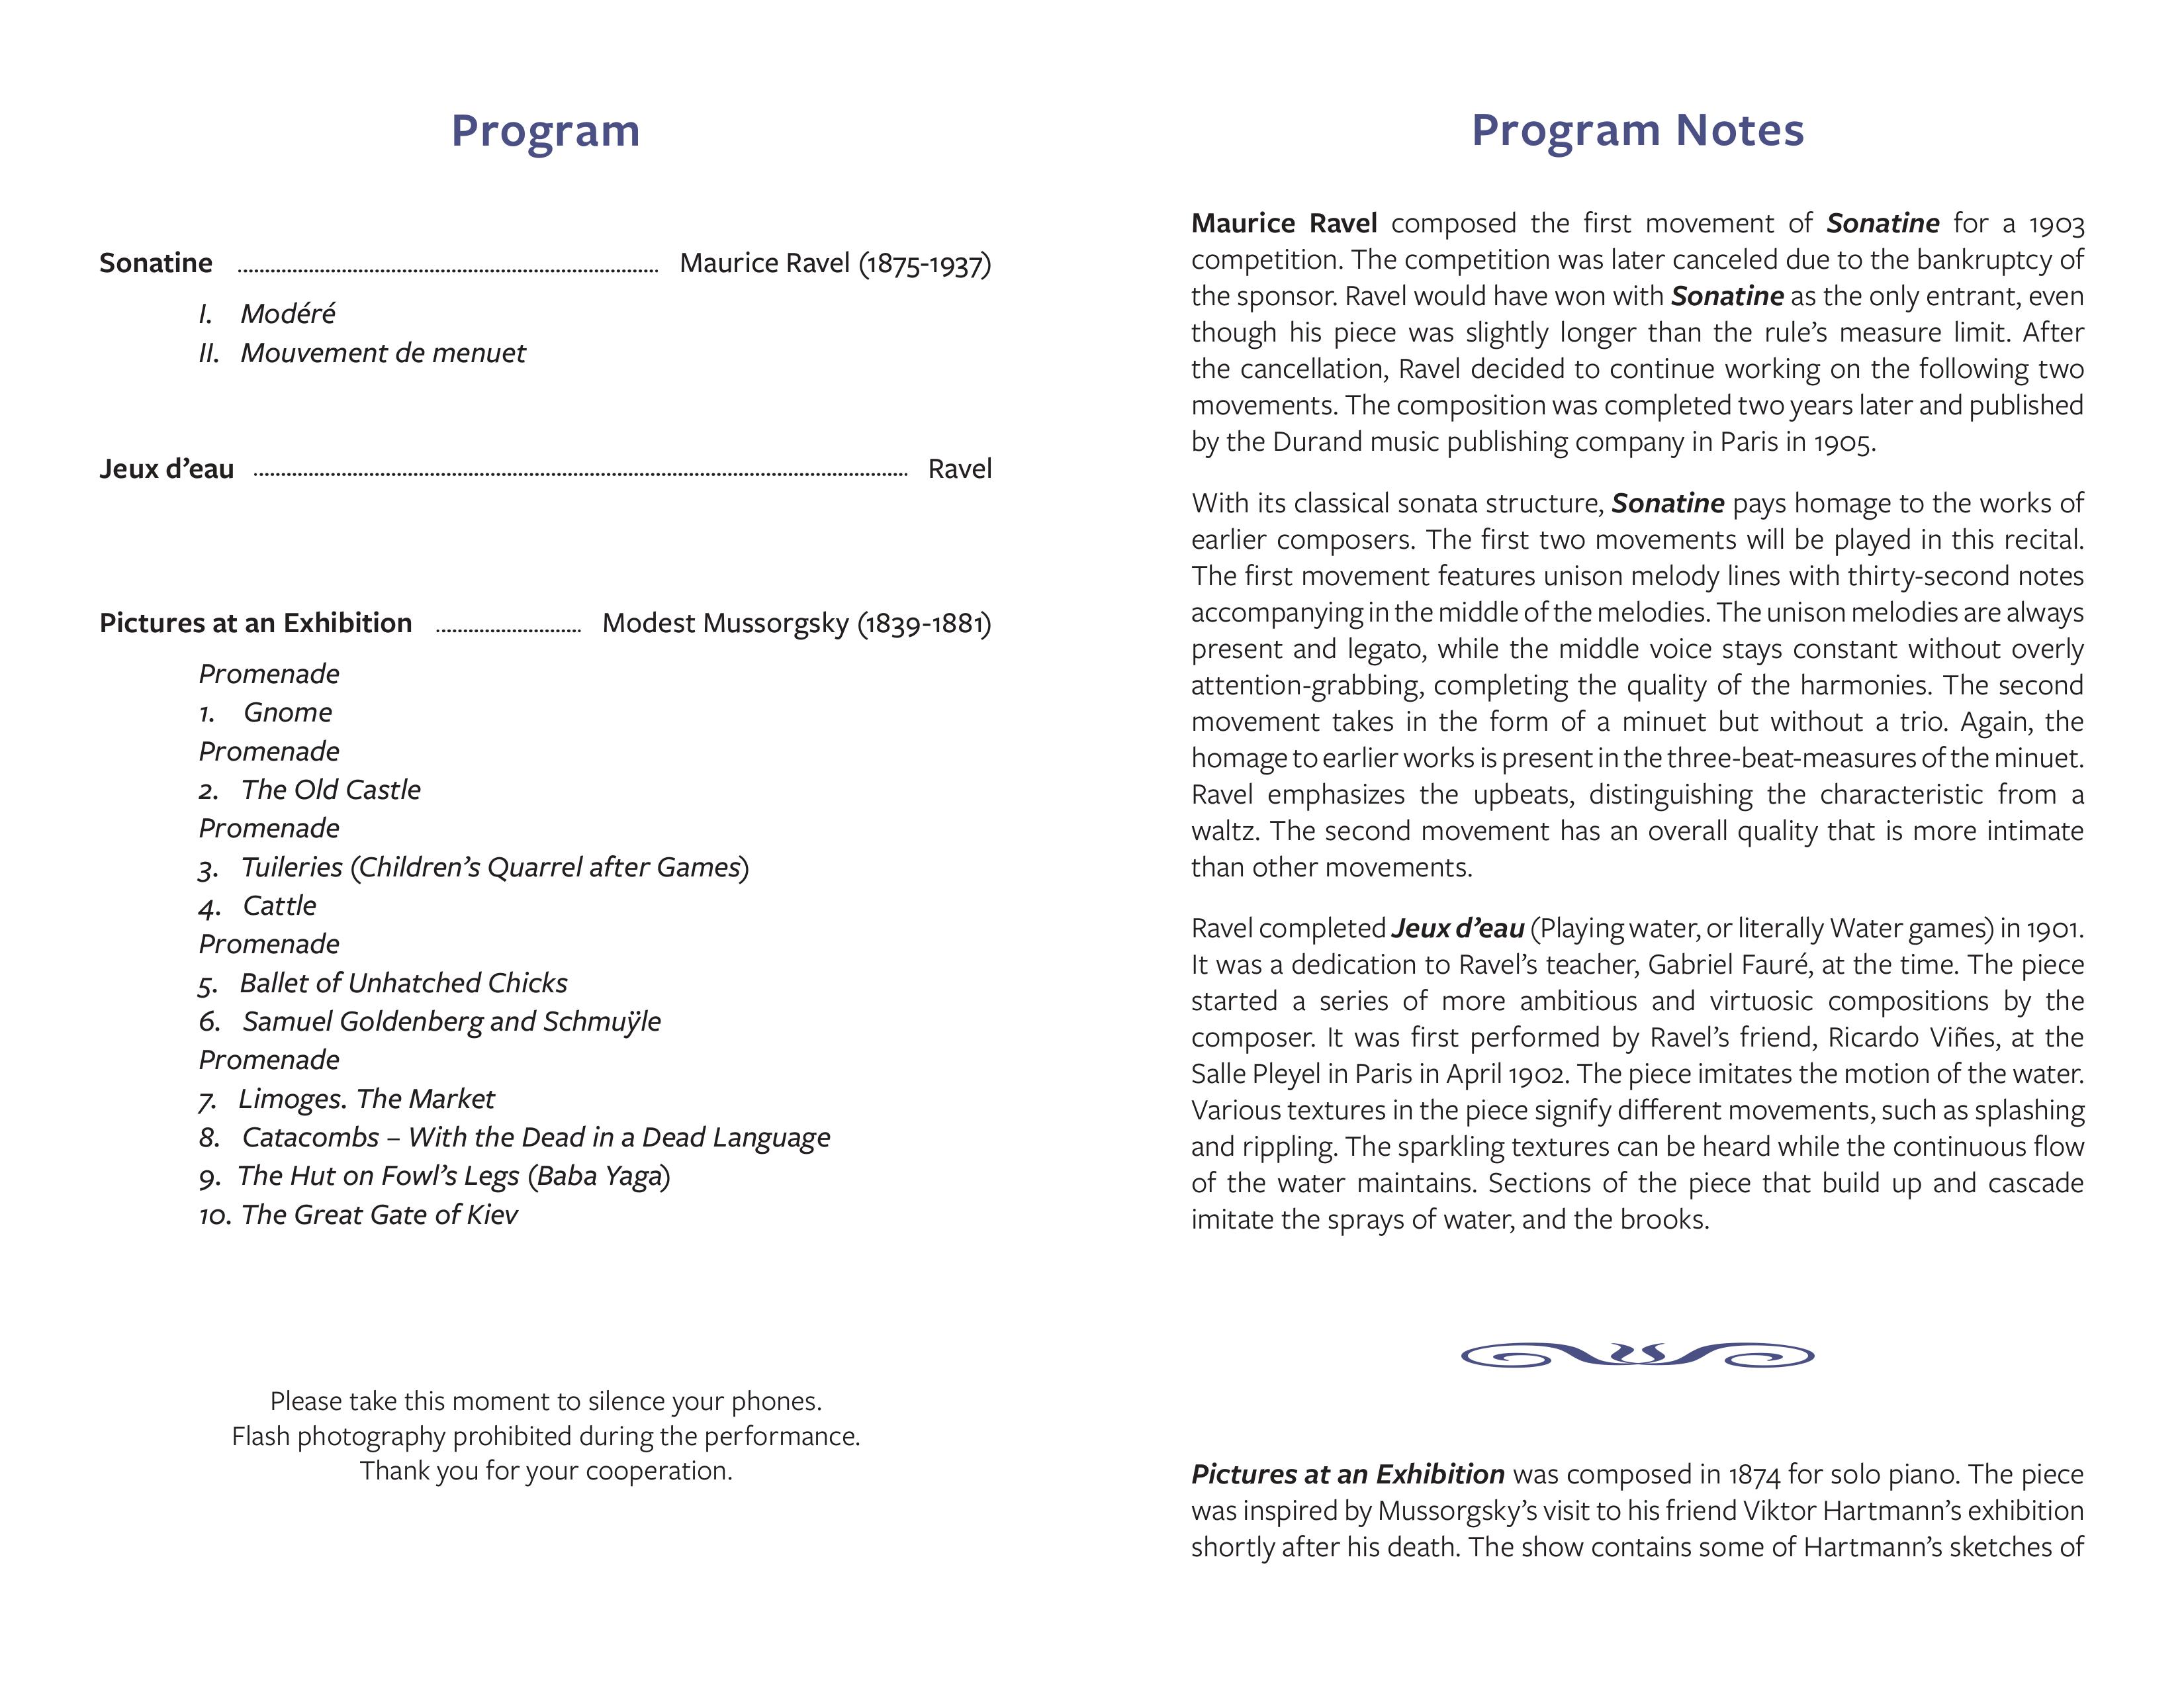 Program
Sonatine ........ Maurice Ravel (1875-1937)
I. Modéré
II. Mouvement de menuet
Jeux d’eau ........ Ravel
Pictures at an Exhibition ........ Modest Mussorgsky (1839-1881)
Promenade
1. Gnome
Promenade
2. The Old Castle
Promenade
3. Tuileries (Children’s Quarrel after Games)
4. Cattle
Promenade
5. Ballet of Unhatched Chicks
6. Samuel Goldenberg and Schmuÿle
Promenade
7. Limoges. The Market
8. Catacombs – With the Dead in a Dead Language
9. The Hut on Fowl’s Legs (Baba Yaga)
10. The Great Gate of Kiev
Please take this moment to silence your phones.
Flash photography prohibited during the performance.
Thank you for your cooperation.
Program Notes
Maurice Ravel composed the first movement of Sonatine for a 1903
competition. The competition was later canceled due to the bankruptcy of
the sponsor. Ravel would have won with Sonatine as the only entrant, even
though his piece was slightly longer than the rule’s measure limit. After
the cancellation, Ravel decided to continue working on the following two
movements. The composition was completed two years later and published
by the Durand music publishing company in Paris in 1905.
With its classical sonata structure, Sonatine pays homage to the works of
earlier composers. The first two movements will be played in this recital.
The first movement features unison melody lines with thirty-second notes
accompanying in the middle of the melodies. The unison melodies are always
present and legato, while the middle voice stays constant without overly
attention-grabbing, completing the quality of the harmonies. The second
movement takes in the form of a minuet but without a trio. Again, the
homage to earlier works is present in the three-beat-measures of the minuet.
Ravel emphasizes the upbeats, distinguishing the characteristic from a
waltz. The second movement has an overall quality that is more intimate
than other movements.
Ravel completed Jeux d’eau (Playing water, or literally Water games) in 1901.
It was a dedication to Ravel’s teacher, Gabriel Fauré, at the time. The piece
started a series of more ambitious and virtuosic compositions by the
composer. It was first performed by Ravel’s friend, Ricardo Viñes, at the
Salle Pleyel in Paris in April 1902. The piece imitates the motion of the water.
Various textures in the piece signify different movements, such as splashing
and rippling. The sparkling textures can be heard while the continuous flow
of the water maintains. Sections of the piece that build up and cascade
imitate the sprays of water, and the brooks.
Pictures at an Exhibition was composed in 1874 for solo piano. The piece
was inspired by Mussorgsky’s visit to his friend Viktor Hartmann’s exhibition
shortly after his death. The show contains some of Hartmann’s sketches of